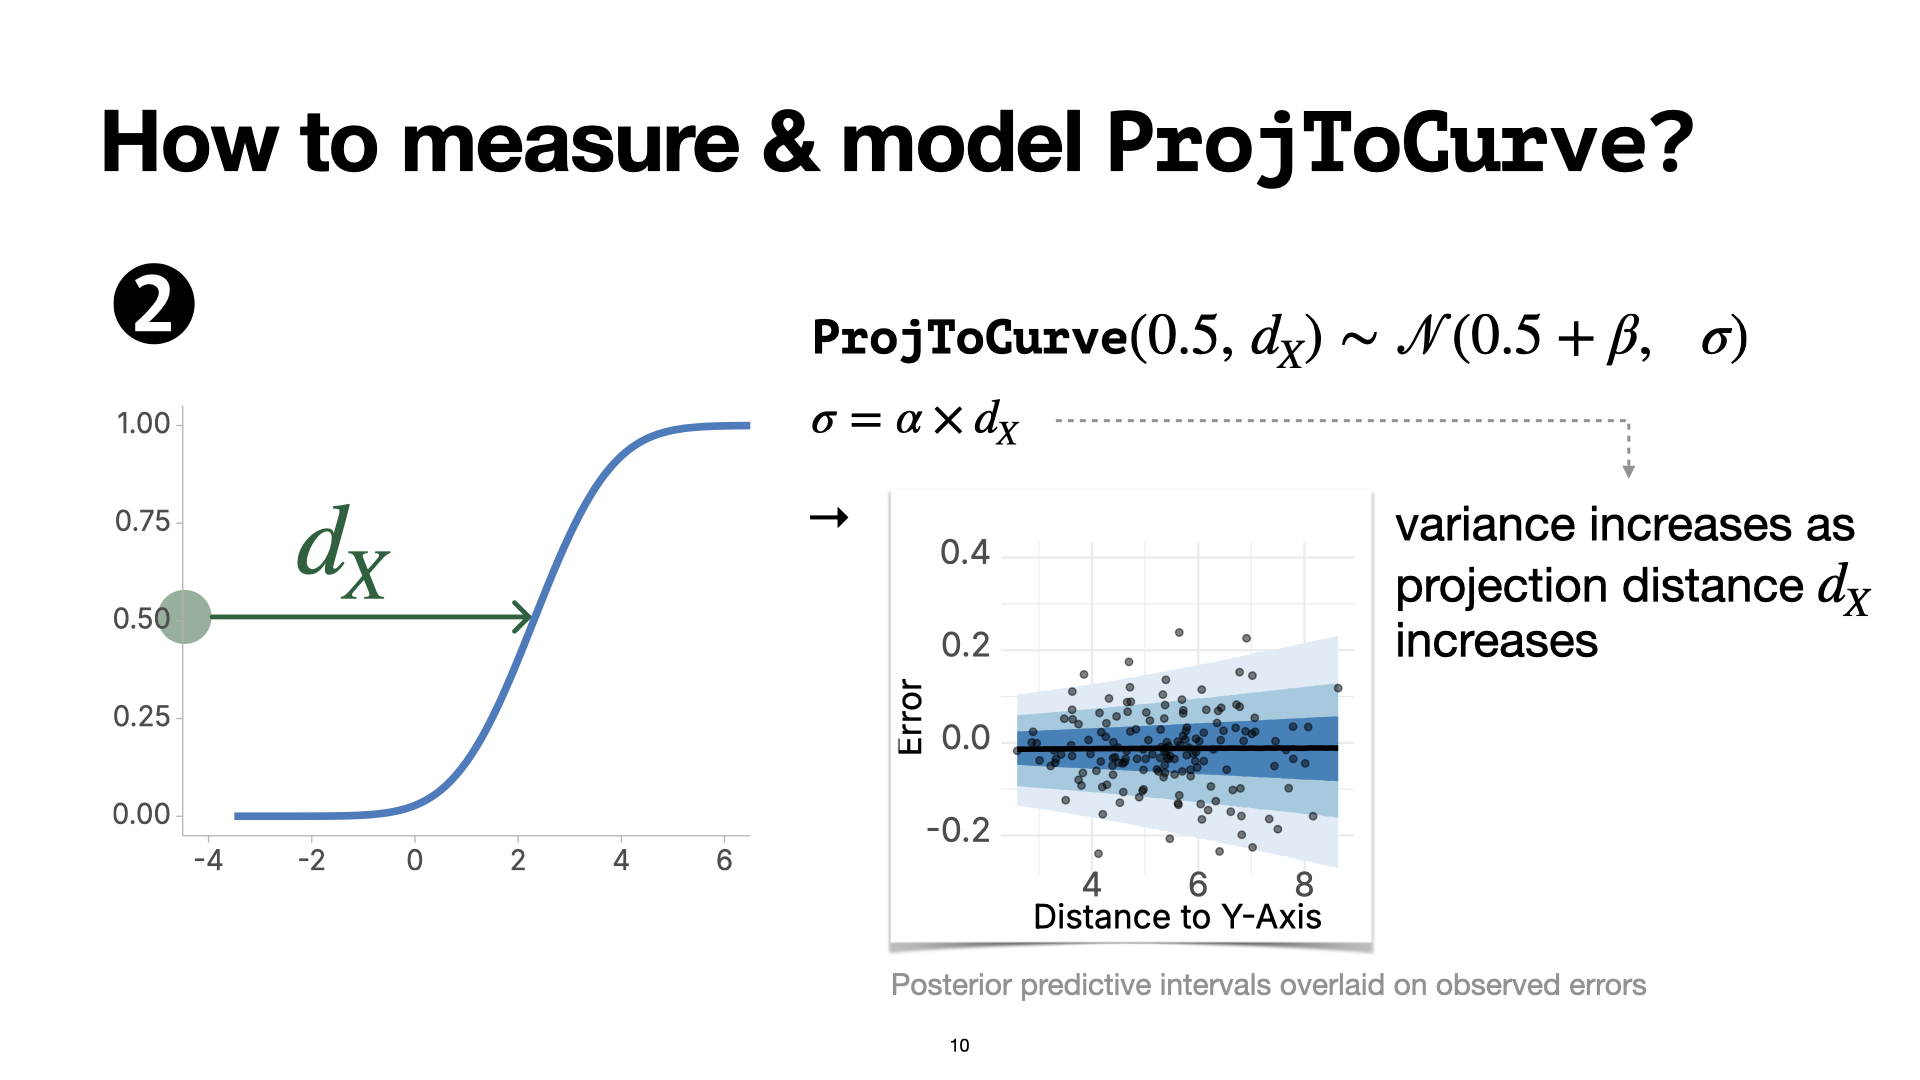 How to measure & model ProjToCurve?
2
ProjToCurve(0.5, d_X) ~ 𝒩(0.5 + β, σ)
σ = α × d_X
1.00
0.75
0.50
0.25
0.00
-4 -2 0 2 4 6
d_X
→
variance increases as
projection distance d_X
increases
Error
0.4
0.2
0.0
-0.2
4 6 8
Distance to Y-Axis
Posterior predictive intervals overlaid on observed errors
10